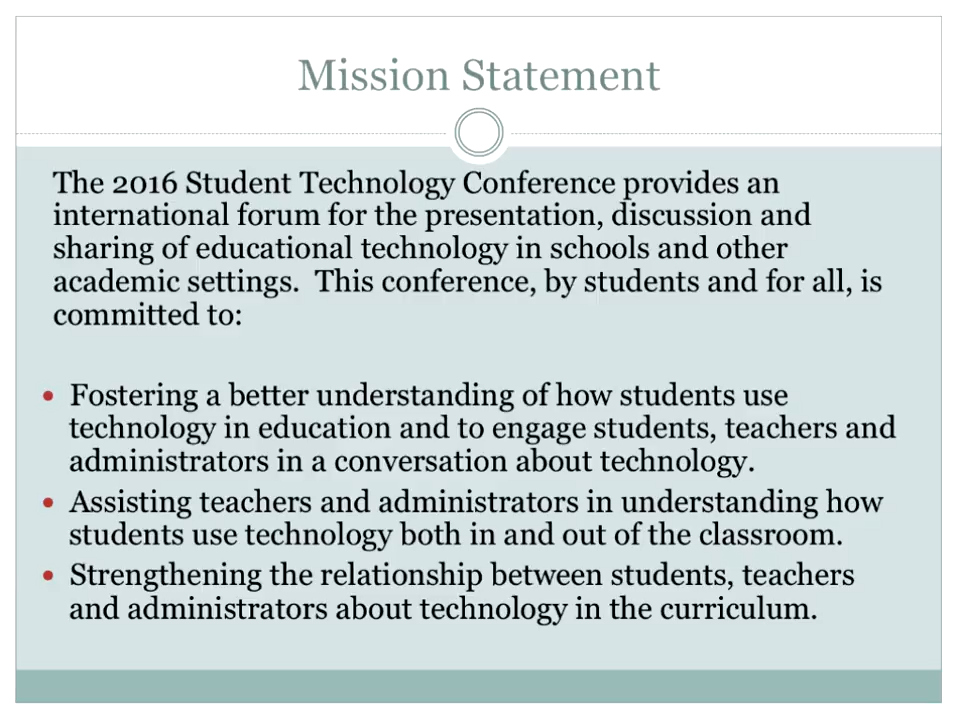 Mission Statement
The 2016 Student Technology Conference provides an
international forum for the presentation, discussion and
sharing of educational technology in schools and other
academic settings.  This conference, by students and for all, is
committed to:
• Fostering a better understanding of how students use
technology in education and to engage students, teachers and
administrators in a conversation about technology.
• Assisting teachers and administrators in understanding how
students use technology both in and out of the classroom.
• Strengthening the relationship between students, teachers
and administrators about technology in the curriculum.